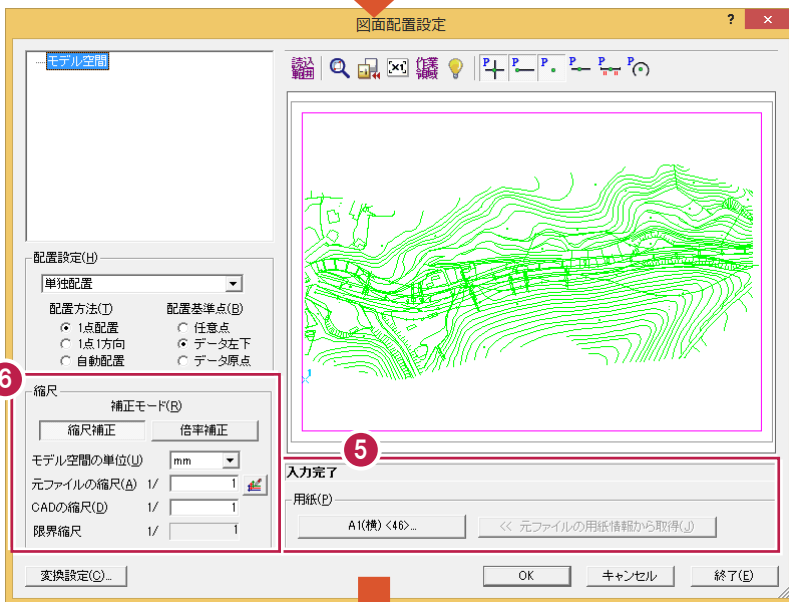 図面配置設定
? ×
モデル空間
読込範囲 ×1 作業領域 P P P P P P
1
配置設定(H)
単独配置
配置方法(T) 配置基準点(B)
1点配置 任意点
1点1方向 データ左下
自動配置 データ原点
6
縮尺
補正モード(R)
縮尺補正 倍率補正
モデル空間の単位(U) mm
元ファイルの縮尺(A) 1/ 1
CADの縮尺(D) 1/ 1
限界縮尺 1/ 1
5
入力完了
用紙(P)
A1(横) <46>... << 元ファイルの用紙情報から取得(J)
変換設定(C)... OK キャンセル 終了(E)